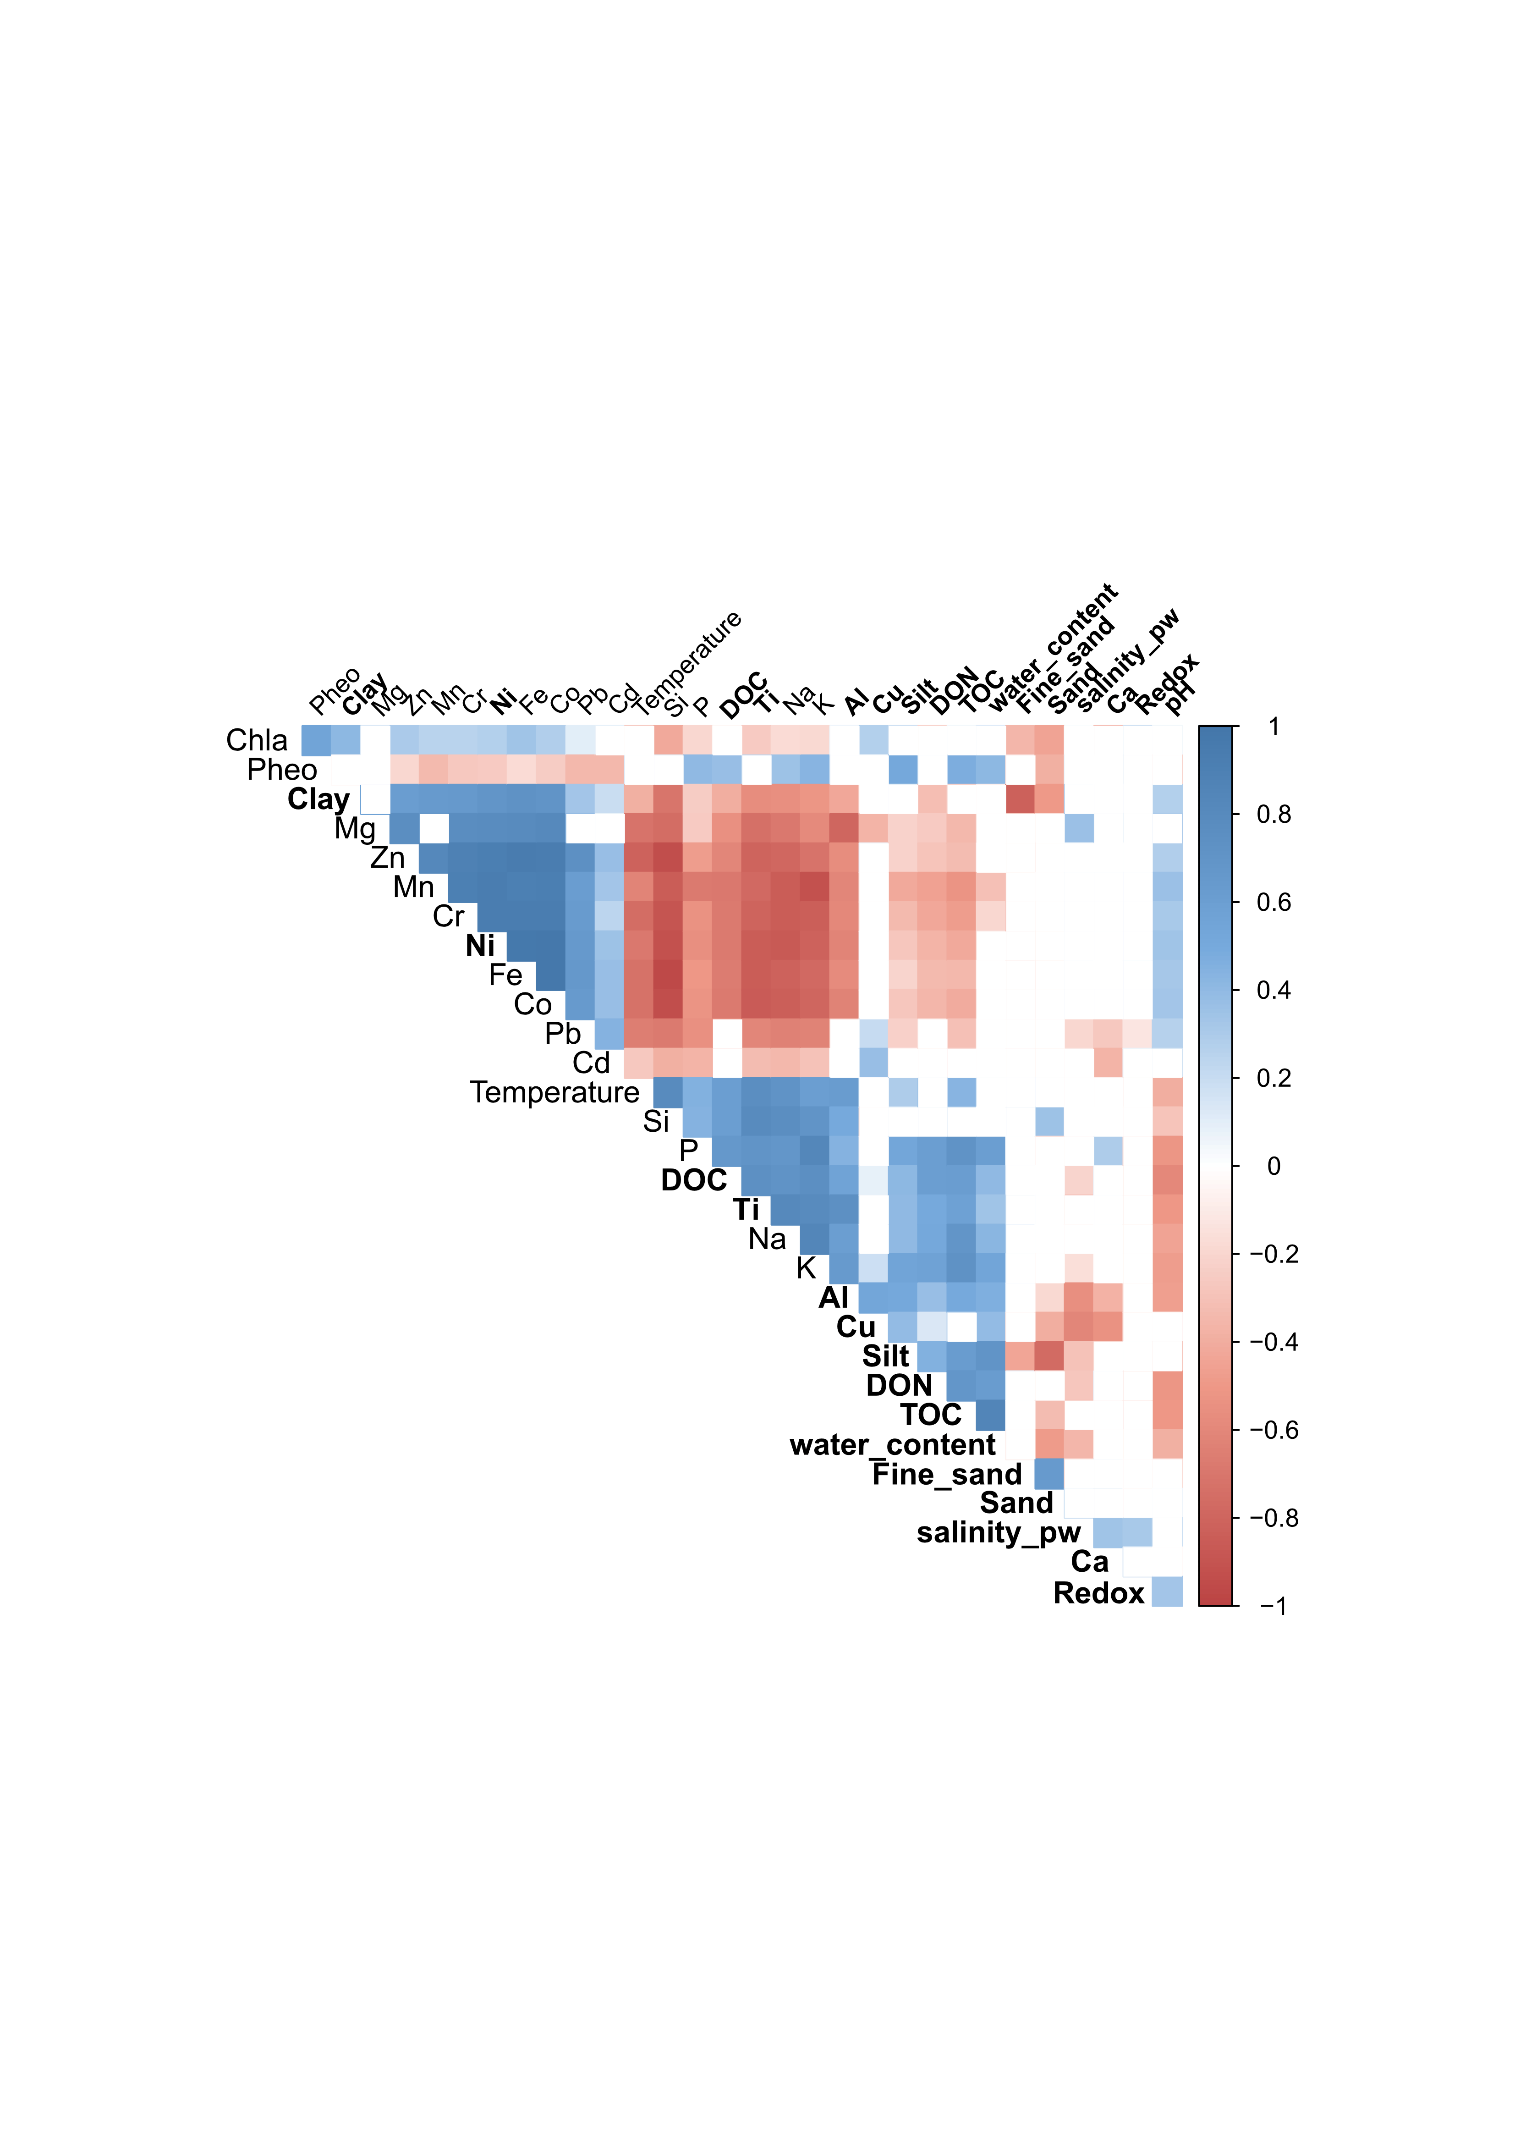 Pheo
Clay
Mg
Zn
Mn
Cr
Ni
Fe
Co
Pb
Cd
Temperature
Si
P
DOC
Ti
Na
K
Al
Cu
Silt
DON
TOC
water_content
Fine_sand
Sand
salinity_pw
Ca
Redox
pH
Chla
Pheo
Clay
Mg
Zn
Mn
Cr
Ni
Fe
Co
Pb
Cd
Temperature
Si
P
DOC
Ti
Na
K
Al
Cu
Silt
DON
TOC
water_content
Fine_sand
Sand
salinity_pw
Ca
Redox
1
0.8
0.6
0.4
0.2
0
−0.2
−0.4
−0.6
−0.8
−1